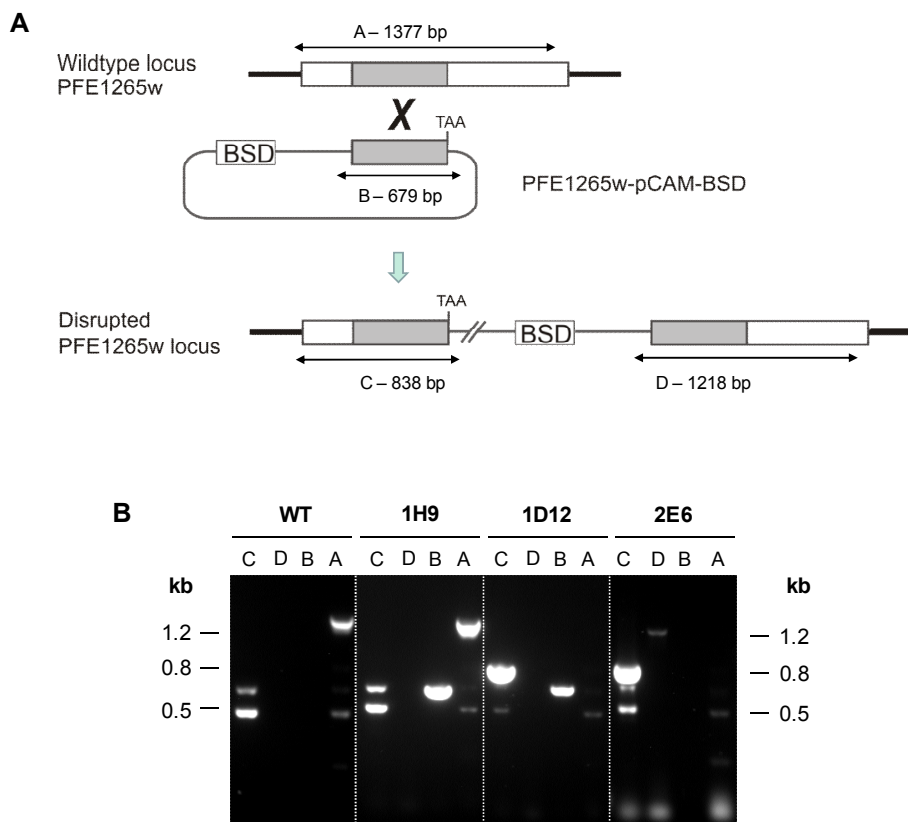 A
A – 1377 bp
Wildtype locus
PFE1265w
X
TAA
BSD
B – 679 bp
PFE1265w-pCAM-BSD
TAA
Disrupted
PFE1265w locus
BSD
C – 838 bp
D – 1218 bp
B
WT 1H9 1D12 2E6
C D B A C D B A C D B A C D B A
kb kb
1.2 1.2
0.8 0.8
0.5 0.5